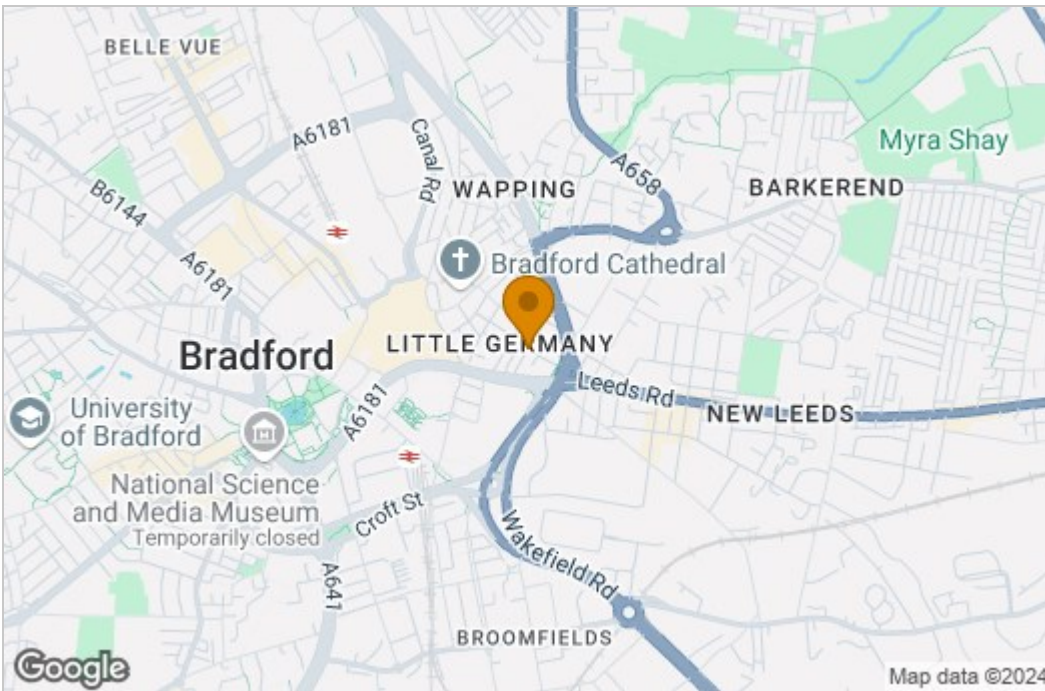 BELLE VUE
A6181
Canal Rd
A658
Myra Shay
WAPPING
BARKEREND
B6144
A6181
Bradford Cathedral
LITTLE GERMANY
Bradford
A6181
Leeds Rd
NEW LEEDS
University
of Bradford
National Science
and Media Museum
Temporarily closed
Croft St
Wakefield Rd
A641
BROOMFIELDS
Google
Map data ©2024